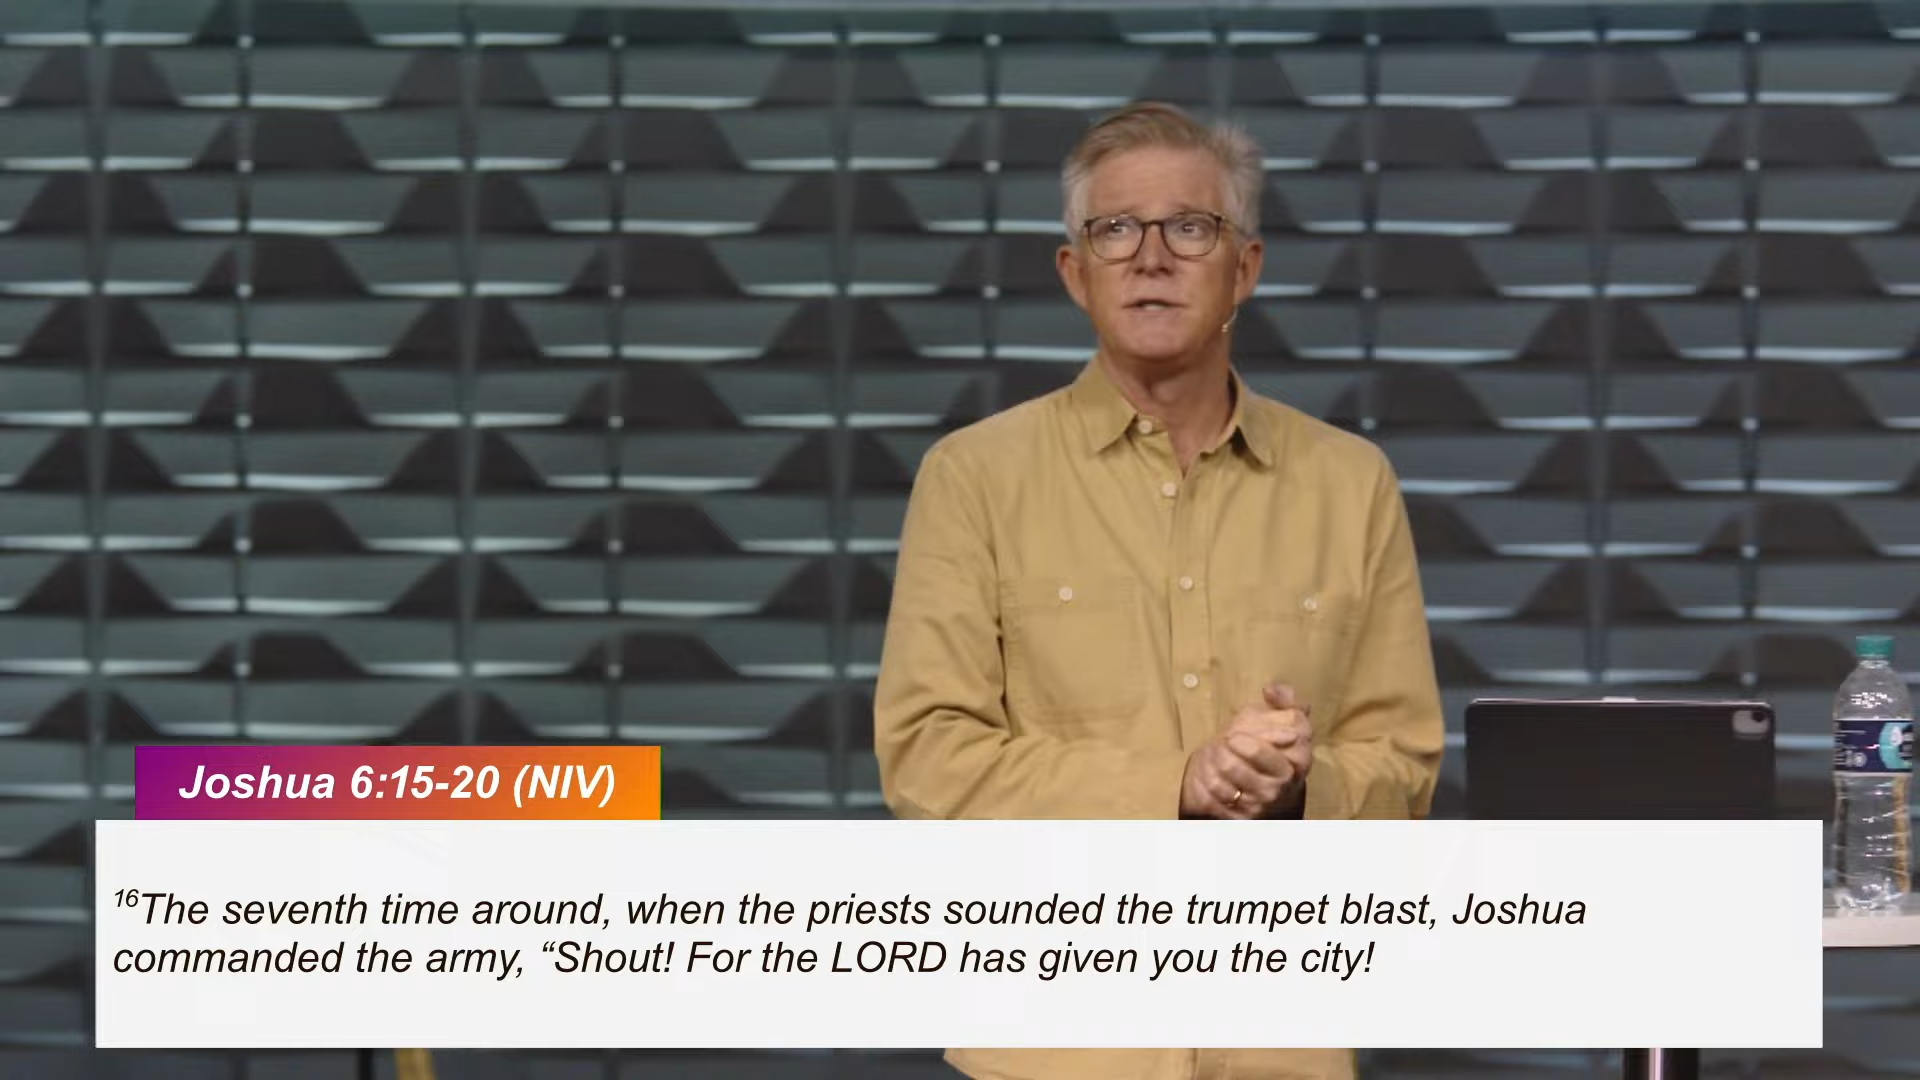 Joshua 6:15-20 (NIV)
¹⁶The seventh time around, when the priests sounded the trumpet blast, Joshua
commanded the army, “Shout! For the LORD has given you the city!